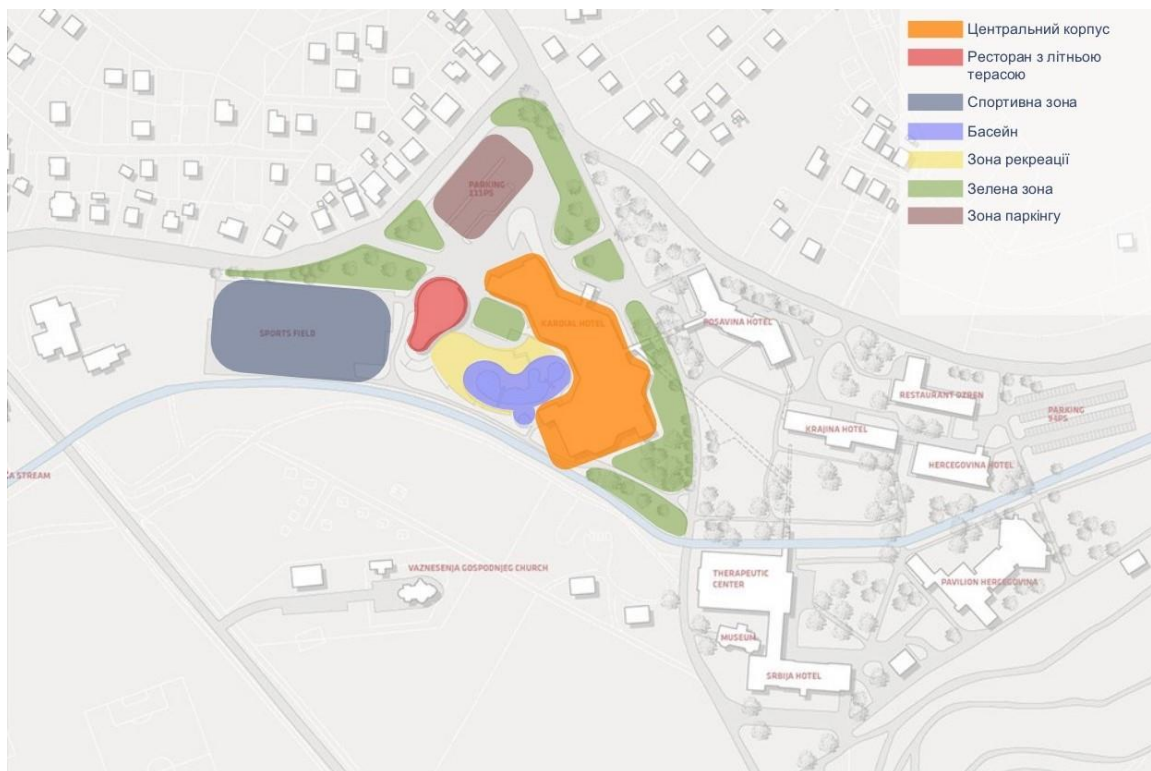 Центральний корпус
Ресторан з літньою
терасою
Спортивна зона
Басейн
Зона рекреації
Зелена зона
Зона паркінгу
PARKING
SPORTS FIELD
KARDIAL HOTEL
POSAVINA HOTEL
RESTAURANT OZREN
PARKING
KRAJINA HOTEL
HERCEGOVINA HOTEL
STREAM
VAZNESENJA GOSPODNJEG CHURCH
THERAPEUTIC
CENTER
PAVILION HERCEGOVINA
MUSEUM
SRBIJA HOTEL